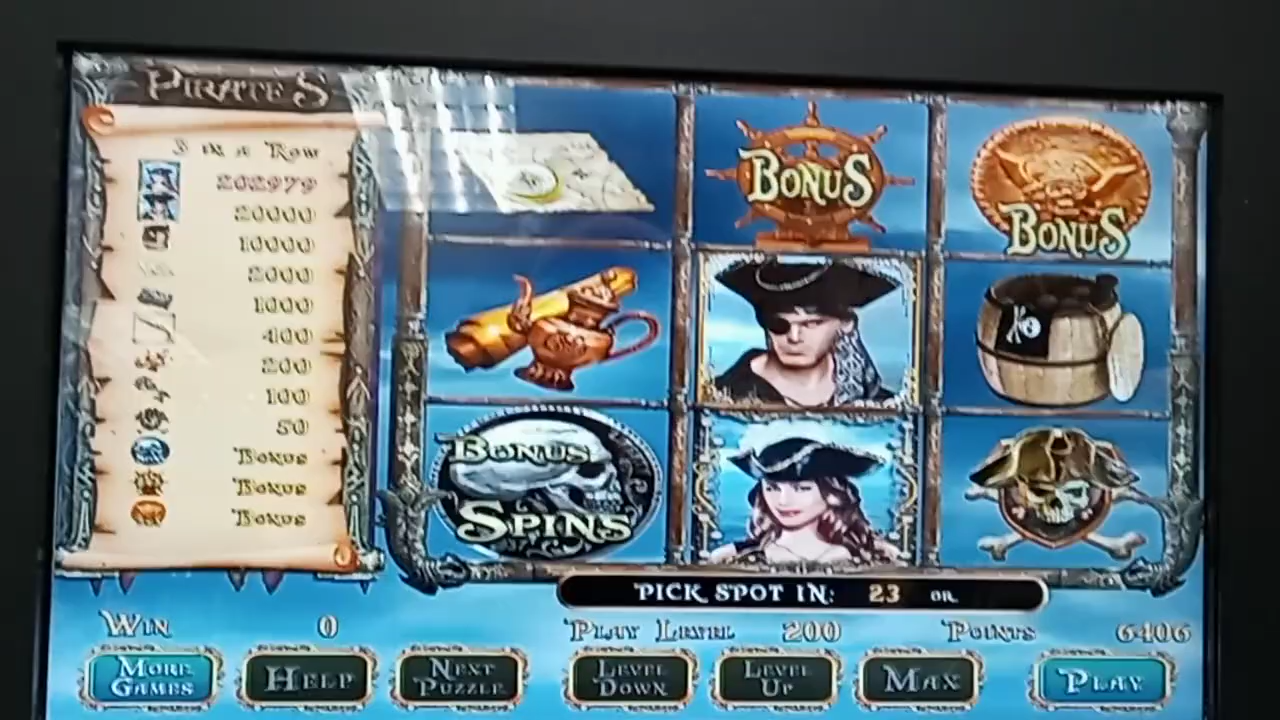 PIRATES
3 IN A ROW
202979
20000
10000
2000
1000
400
200
100
50
BONUS
BONUS
BONUS
BONUS
BONUS
BONUS
SPINS
PICK SPOT IN: 23 OR
WIN 0
PLAY LEVEL 200
POINTS 6406
MORE
GAMES
HELP
NEXT
PUZZLE
LEVEL
DOWN
LEVEL
UP
MAX
PLAY